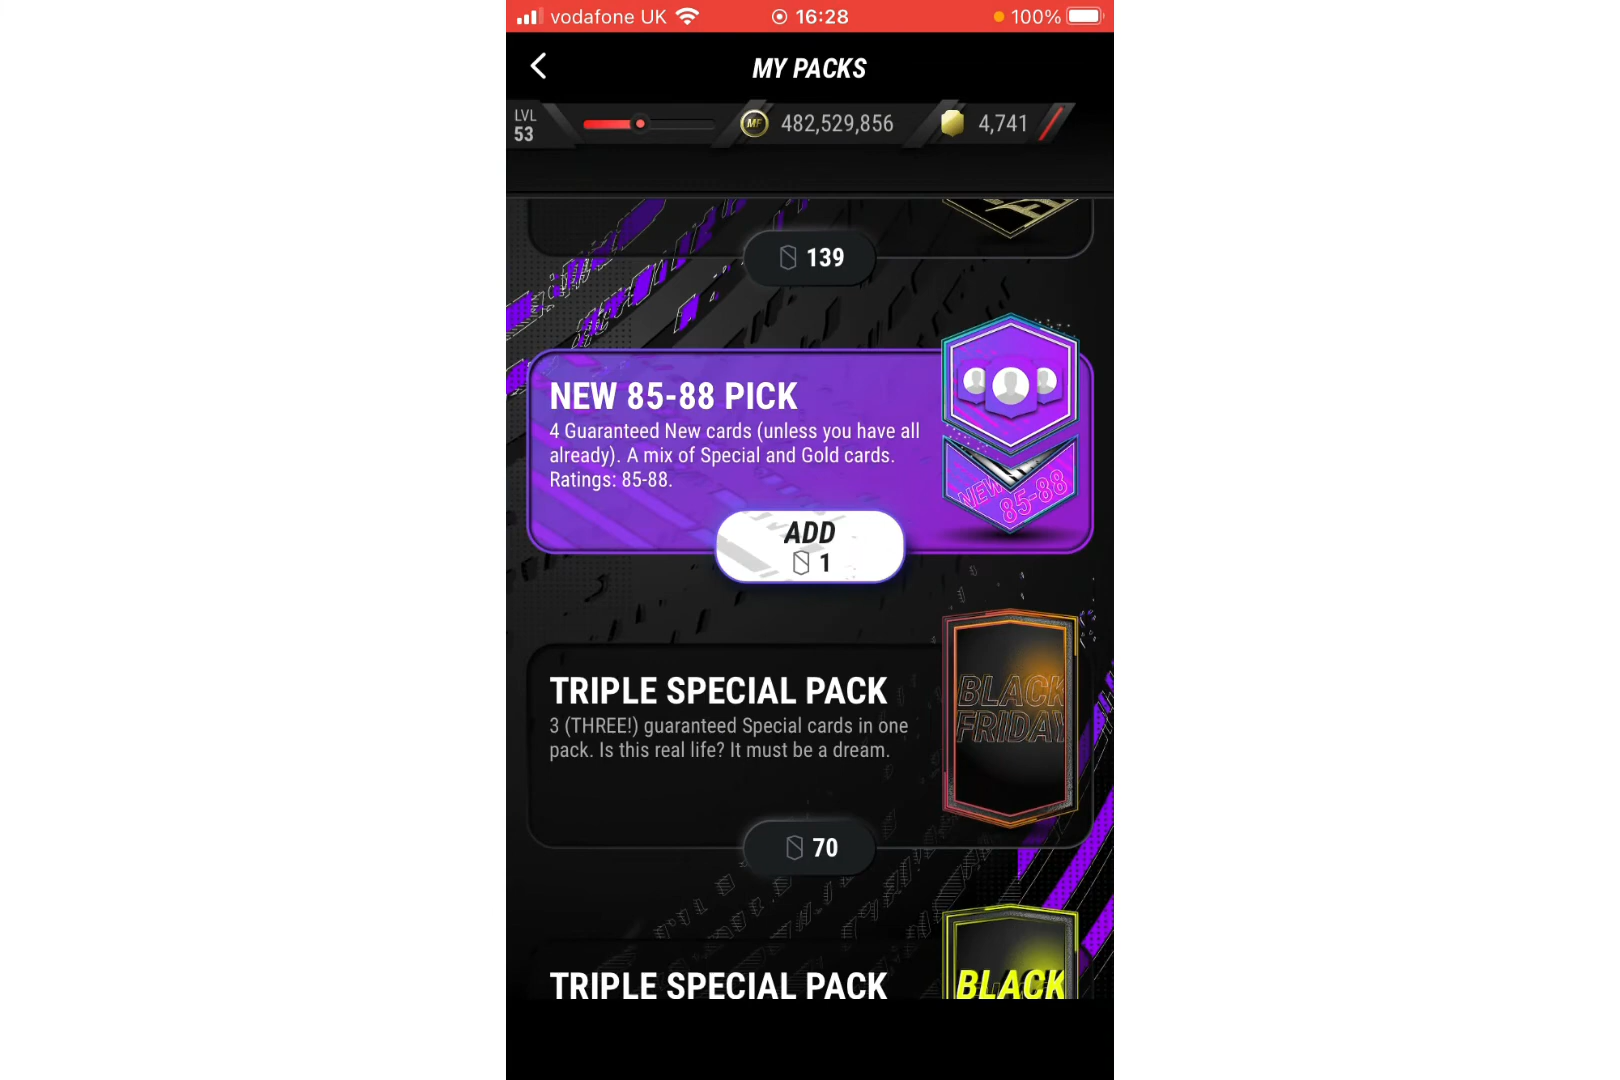 vodafone UK 16:28 100%
MY PACKS
LVL
53
MF 482,529,856 4,741
139
NEW 85-88 PICK
4 Guaranteed New cards (unless you have all
already). A mix of Special and Gold cards.
Ratings: 85-88.
NEW
85-88
ADD
1
TRIPLE SPECIAL PACK
3 (THREE!) guaranteed Special cards in one
pack. Is this real life? It must be a dream.
BLACK
FRIDAY
70
TRIPLE SPECIAL PACK
BLACK